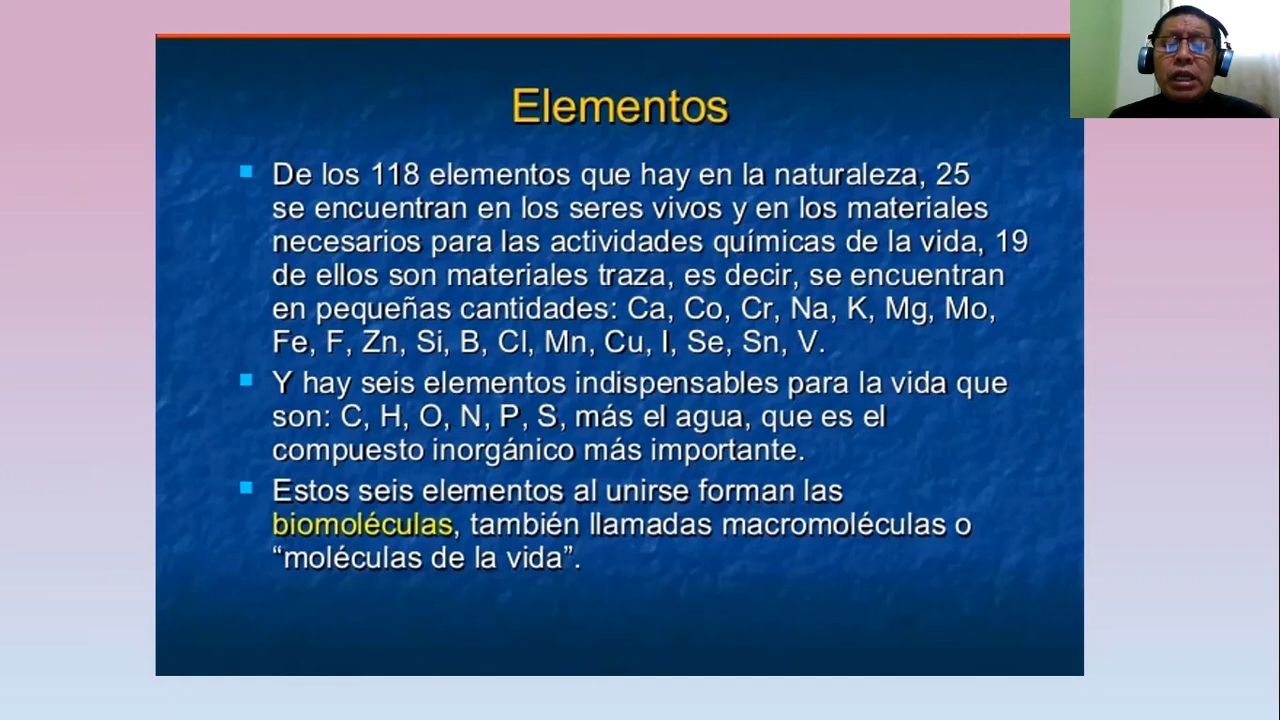 Elementos
De los 118 elementos que hay en la naturaleza, 25
se encuentran en los seres vivos y en los materiales
necesarios para las actividades químicas de la vida, 19
de ellos son materiales traza, es decir, se encuentran
en pequeñas cantidades: Ca, Co, Cr, Na, K, Mg, Mo,
Fe, F, Zn, Si, B, Cl, Mn, Cu, I, Se, Sn, V.
Y hay seis elementos indispensables para la vida que
son: C, H, O, N, P, S, más el agua, que es el
compuesto inorgánico más importante.
Estos seis elementos al unirse forman las
biomoléculas, también llamadas macromoléculas o
“moléculas de la vida”.